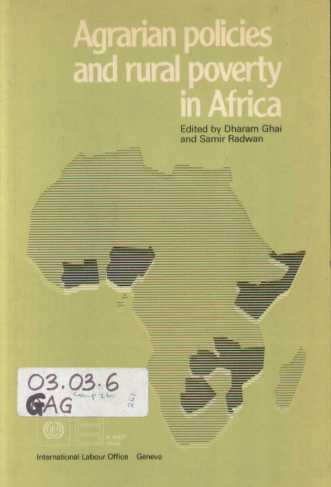 Agrarian policies
and rural poverty
in Africa
Edited by Dharam Ghai
and Samir Radwan
03.03.6
GAG
International Labour Office Geneva